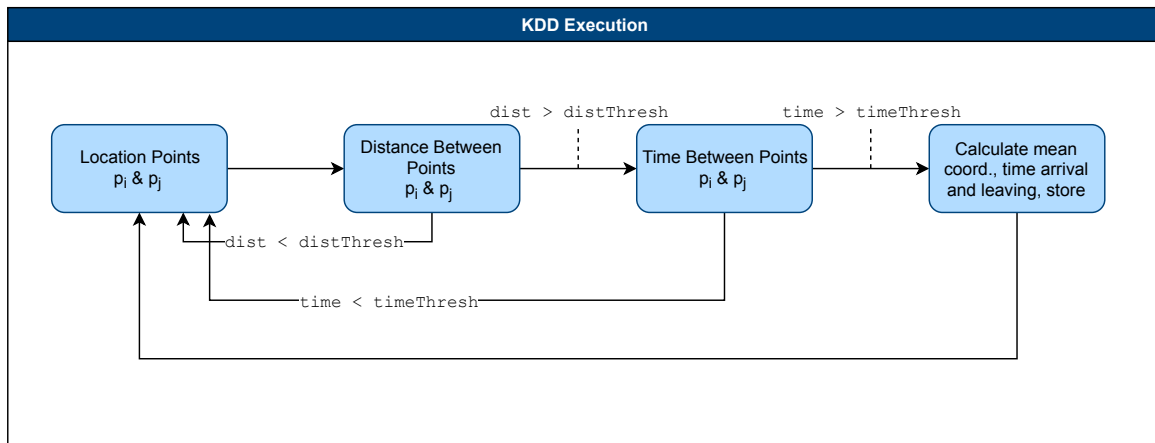 KDD Execution
dist > distThresh
time > timeThresh
Location Points
pi & pj
Distance Between
Points
pi & pj
Time Between Points
pi & pj
Calculate mean
coord., time arrival
and leaving, store
dist < distThresh
time < timeThresh